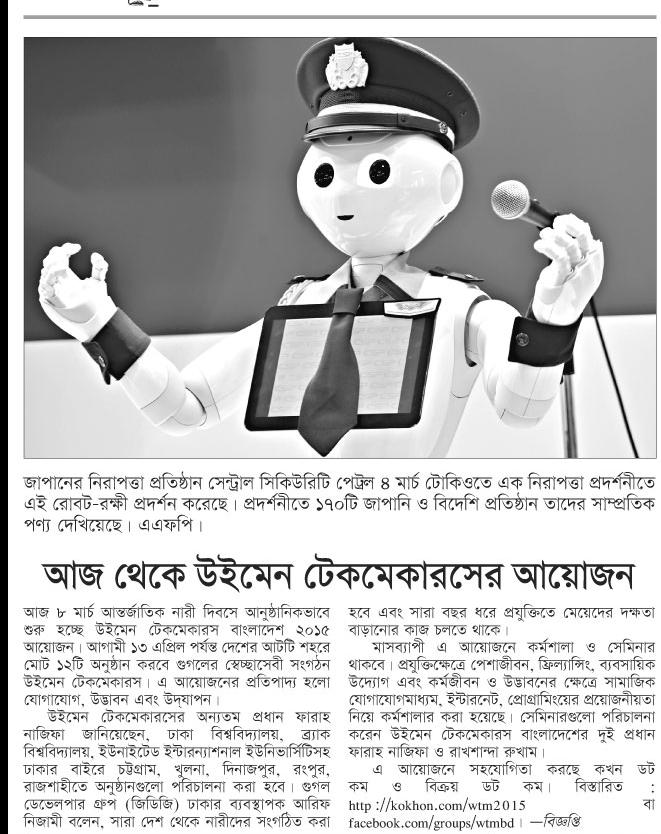 জাপানের নিরাপত্তা প্রতিষ্ঠান সেন্ট্রাল সিকিউরিটি পেট্রল ৪ মার্চ টোকিওতে এক নিরাপত্তা প্রদর্শনীতে
এই রোবট-রক্ষী প্রদর্শন করেছে। প্রদর্শনীতে ১৭০টি জাপানি ও বিদেশি প্রতিষ্ঠান তাদের সাম্প্রতিক
পণ্য দেখিয়েছে। এএফপি।
আজ থেকে উইমেন টেকমেকারসের আয়োজন
আজ ৮ মার্চ আন্তর্জাতিক নারী দিবসে আনুষ্ঠানিকভাবে
শুরু হচ্ছে উইমেন টেকমেকারস বাংলাদেশ ২০১৫
আয়োজন। আগামী ১৩ এপ্রিল পর্যন্ত দেশের আটটি শহরে
মোট ১২টি অনুষ্ঠান করবে গুগলের স্বেচ্ছাসেবী সংগঠন
উইমেন টেকমেকারস। এ আয়োজনের প্রতিপাদ্য হলো
যোগাযোগ, উদ্ভাবন এবং উদ্‌যাপন।
উইমেন টেকমেকারসের অন্যতম প্রধান ফারাহ
নাজিফা জানিয়েছেন, ঢাকা বিশ্ববিদ্যালয়, ব্র্যাক
বিশ্ববিদ্যালয়, ইউনাইটেড ইন্টারন্যাশনাল ইউনিভার্সিটিসহ
ঢাকার বাইরে চট্টগ্রাম, খুলনা, দিনাজপুর, রংপুর,
রাজশাহীতে অনুষ্ঠানগুলো পরিচালনা করা হবে। গুগল
ডেভেলপার গ্রুপ (জিডিজি) ঢাকার ব্যবস্থাপক আরিফ
নিজামী বলেন, সারা দেশ থেকে নারীদের সংগঠিত করা
হবে এবং সারা বছর ধরে প্রযুক্তিতে মেয়েদের দক্ষতা
বাড়ানোর কাজ চলতে থাকে।
মাসব্যাপী এ আয়োজনে কর্মশালা ও সেমিনার
থাকবে। প্রযুক্তিক্ষেত্রে পেশাজীবন, ফ্রিল্যান্সিং, ব্যবসায়িক
উদ্যোগ এবং কর্মজীবন ও উদ্ভাবনের ক্ষেত্রে সামাজিক
যোগাযোগমাধ্যম, ইন্টারনেট, প্রোগ্রামিংয়ের প্রয়োজনীয়তা
নিয়ে কর্মশালার করা হয়েছে। সেমিনারগুলো পরিচালনা
করেন উইমেন টেকমেকারস বাংলাদেশের দুই প্রধান
ফারাহ নাজিফা ও রাখশান্দা রুখাম।
এ আয়োজনে সহযোগিতা করছে কখন ডট
কম ও বিক্রয় ডট কম। বিস্তারিত :
http ://kokhon.com/wtm2015 বা
facebook.com/groups/wtmbd। —বিজ্ঞপ্তি